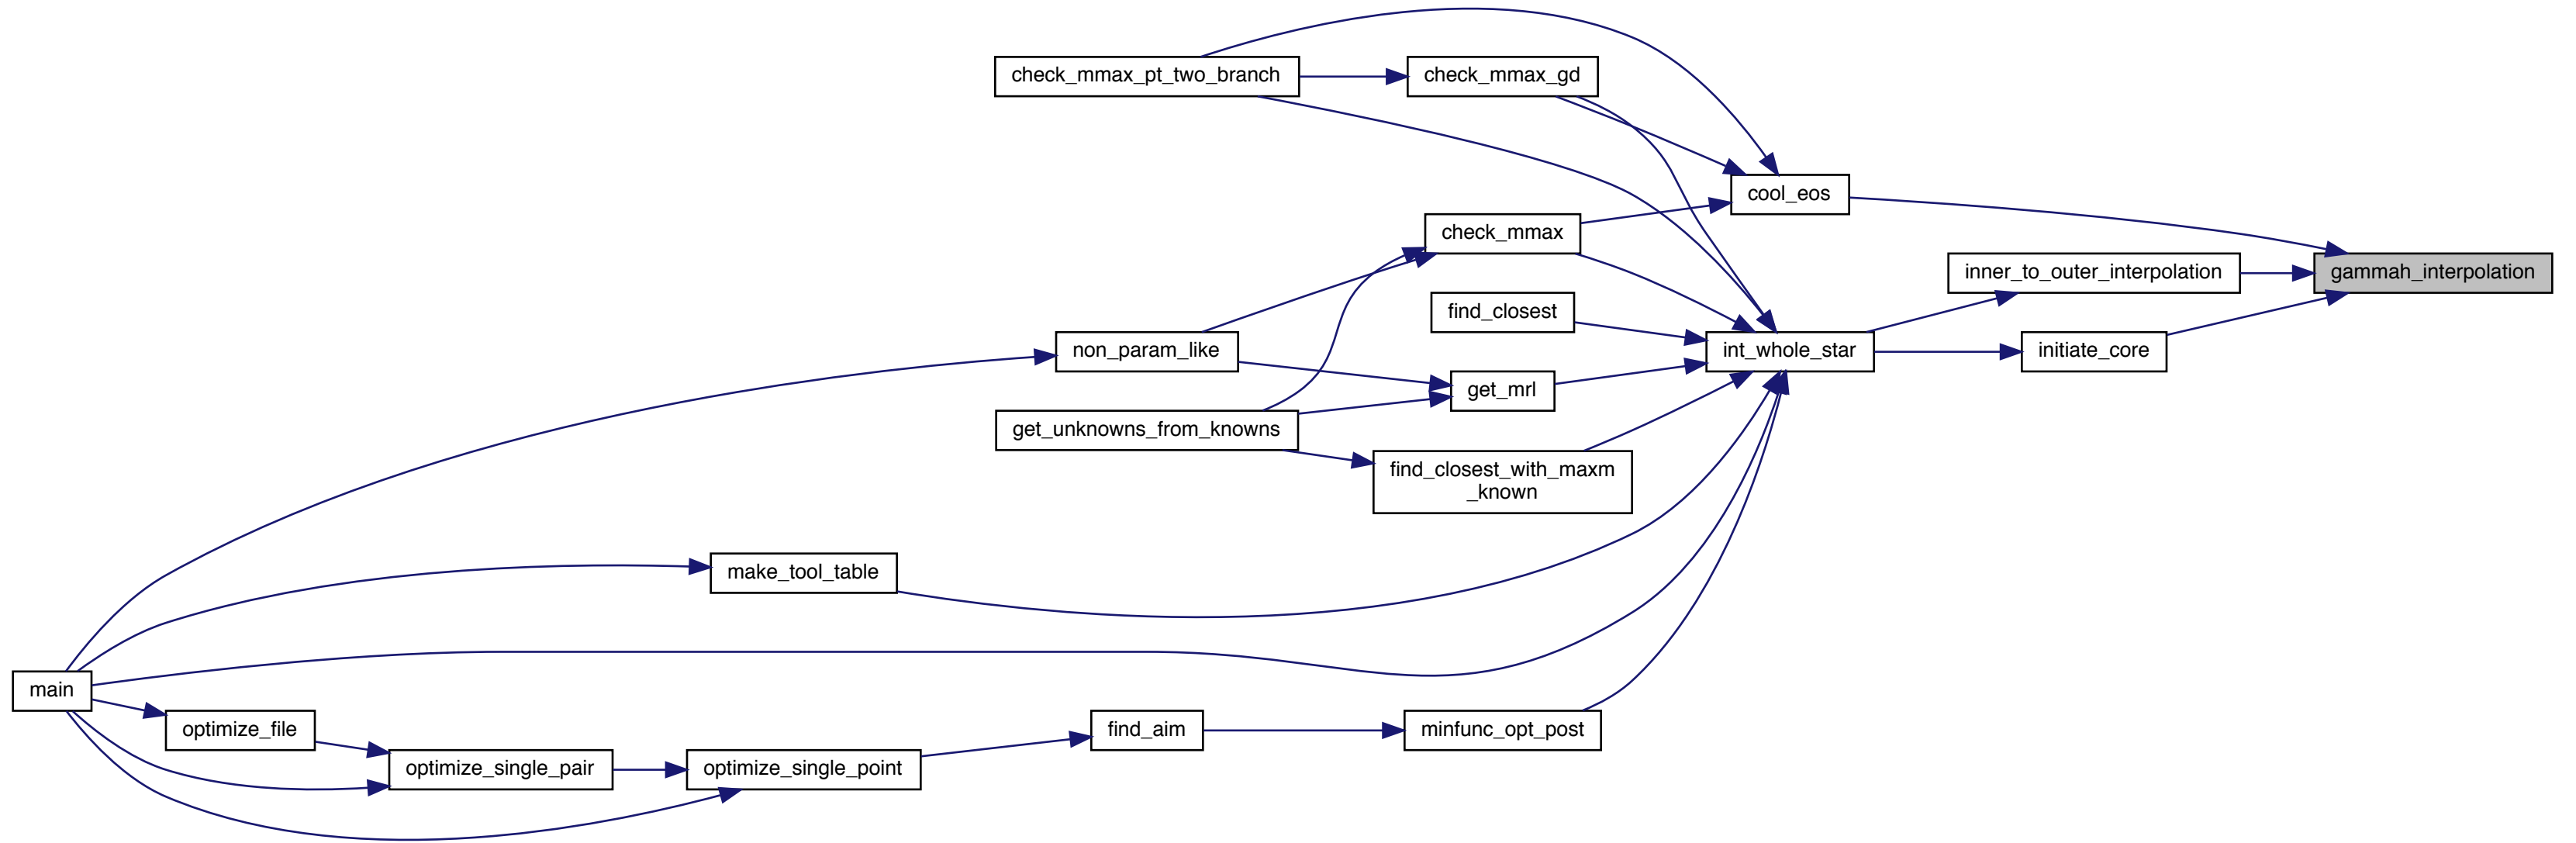 check_mmax_pt_two_branch
check_mmax_gd
cool_eos
check_mmax
inner_to_outer_interpolation
gammah_interpolation
find_closest
non_param_like
int_whole_star
initiate_core
get_mrl
get_unknowns_from_knowns
find_closest_with_maxm
_known
make_tool_table
main
optimize_file
find_aim
minfunc_opt_post
optimize_single_pair
optimize_single_point